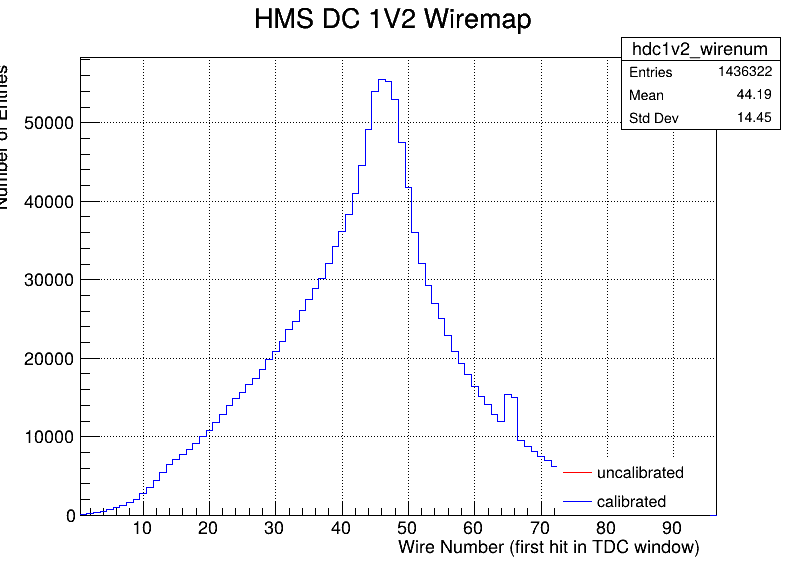 HMS DC 1V2 Wiremap
hdc1v2_wirenum
Entries 1436322
Mean 44.19
Std Dev 14.45
Number of Entries
50000
40000
30000
20000
10000
0
uncalibrated
calibrated
10 20 30 40 50 60 70 80 90
Wire Number (first hit in TDC window)